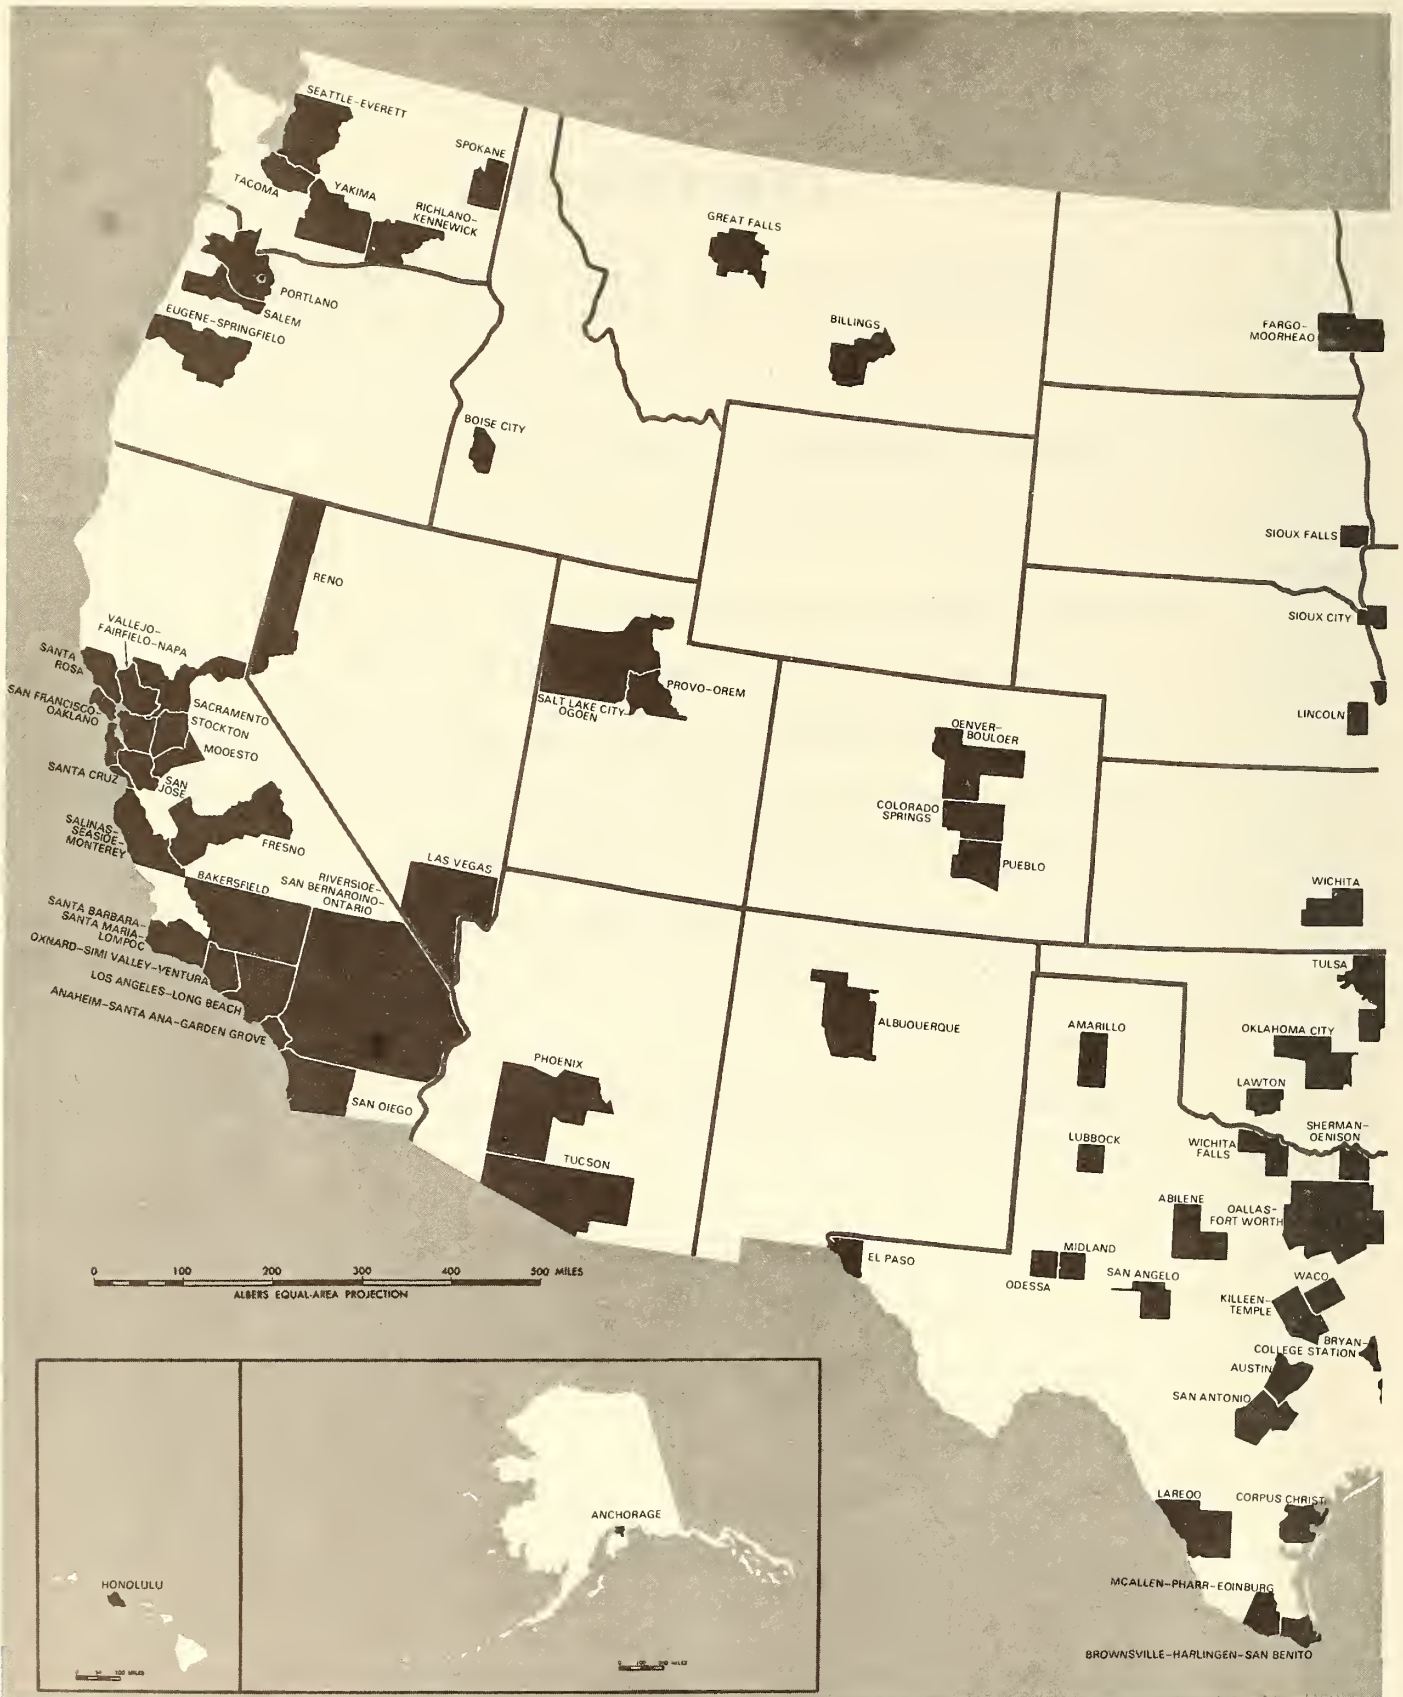 SEATTLE-EVERETT
SPOKANE
TACOMA
YAKIMA
RICHLANO-
KENNEWICK
GREAT FALLS
PORTLANO
SALEM
EUGENE-SPRINGFIELO
BILLINGS
FARGO-
MOORHEAO
BOISE CITY
SIOUX FALLS
RENO
SIOUX CITY
VALLEJO-
FAIRFIELO-NAPA
SANTA
ROSA
SAN FRANCISCO-
OAKLANO
SACRAMENTO
STOCKTON
MOOESTO
SALT LAKE CITY-
OGOEN
PROVO-OREM
LINCOLN
OENVER-
BOULOER
SANTA CRUZ
SAN
JOSE
COLORADO
SPRINGS
SALINAS-
SEASIDE-
MONTEREY
FRESNO
PUEBLO
LAS VEGAS
BAKERSFIELD
RIVERSIOE-
SAN BERNAROINO-
ONTARIO
WICHITA
SANTA BARBARA-
SANTA MARIA-
LOMPOC
OXNARD-SIMI VALLEY-VENTURA
LOS ANGELES-LONG BEACH
ANAHEIM-SANTA ANA-GARDEN GROVE
TULSA
ALBUOUERQUE
AMARILLO
OKLAHOMA CITY
PHOENIX
LAWTON
SAN OIEGO
LUBBOCK
WICHITA
FALLS
SHERMAN-
OENISON
TUCSON
ABILENE
OALLAS-
FORT WORTH
EL PASO
MIDLAND
ODESSA
SAN ANGELO
WACO
KILLEEN-
TEMPLE
0 100 200 300 400 500 MILES
ALBERS EQUAL-AREA PROJECTION
BRYAN-
COLLEGE STATION
AUSTIN
SAN ANTONIO
LAREOO
CORPUS CHRISTI
ANCHORAGE
HONOLULU
MCALLEN-PHARR-EOINBURG
BROWNSVILLE-HARLINGEN-SAN BENITO
0 50 100 MILES